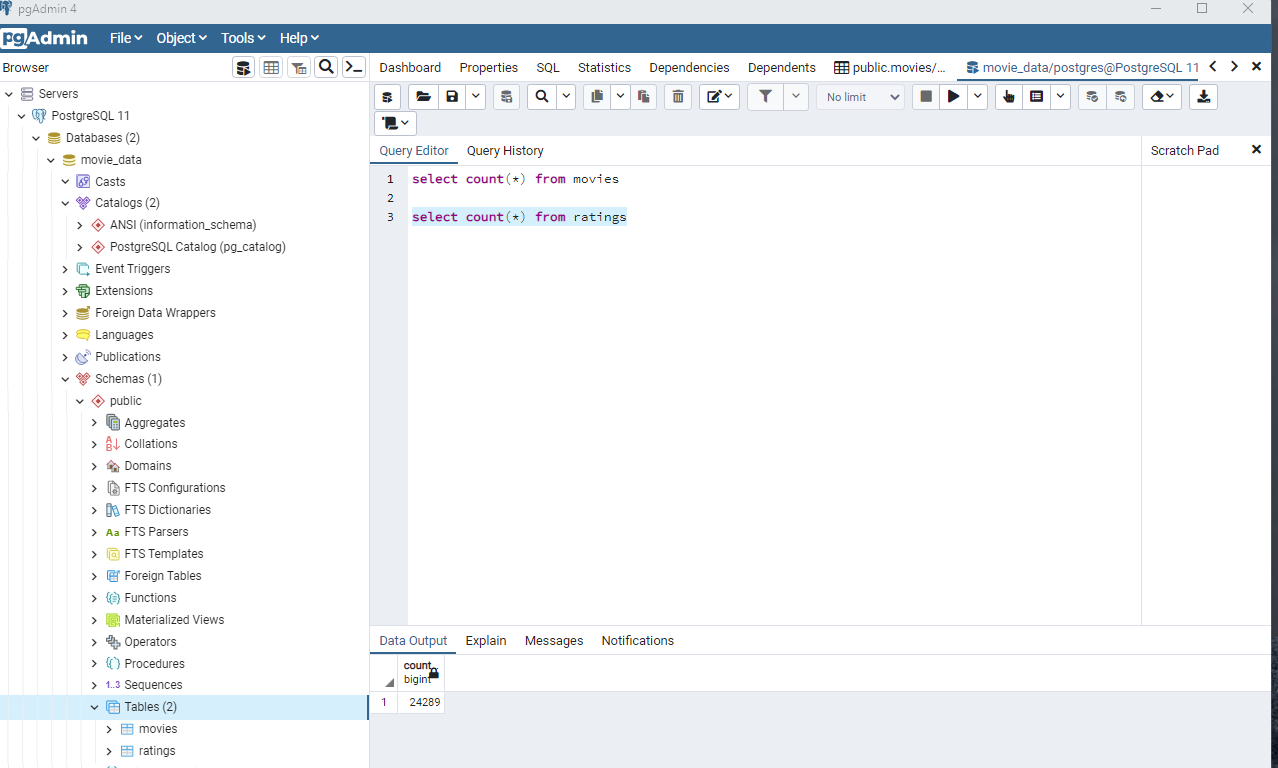 pgAdmin 4
pgAdmin File Object Tools Help
Browser
Dashboard Properties SQL Statistics Dependencies Dependents public.movies/... movie_data/postgres@PostgreSQL 11
Servers
PostgreSQL 11
Databases (2)
movie_data
Casts
Catalogs (2)
ANSI (information_schema)
PostgreSQL Catalog (pg_catalog)
Event Triggers
Extensions
Foreign Data Wrappers
Languages
Publications
Schemas (1)
public
Aggregates
Collations
Domains
FTS Configurations
FTS Dictionaries
Aa FTS Parsers
FTS Templates
Foreign Tables
Functions
Materialized Views
Operators
Procedures
1..3 Sequences
Tables (2)
movies
ratings
No limit
Query Editor Query History
Scratch Pad
1 select count(*) from movies
2
3 select count(*) from ratings
Data Output Explain Messages Notifications
count
bigint
1 24289